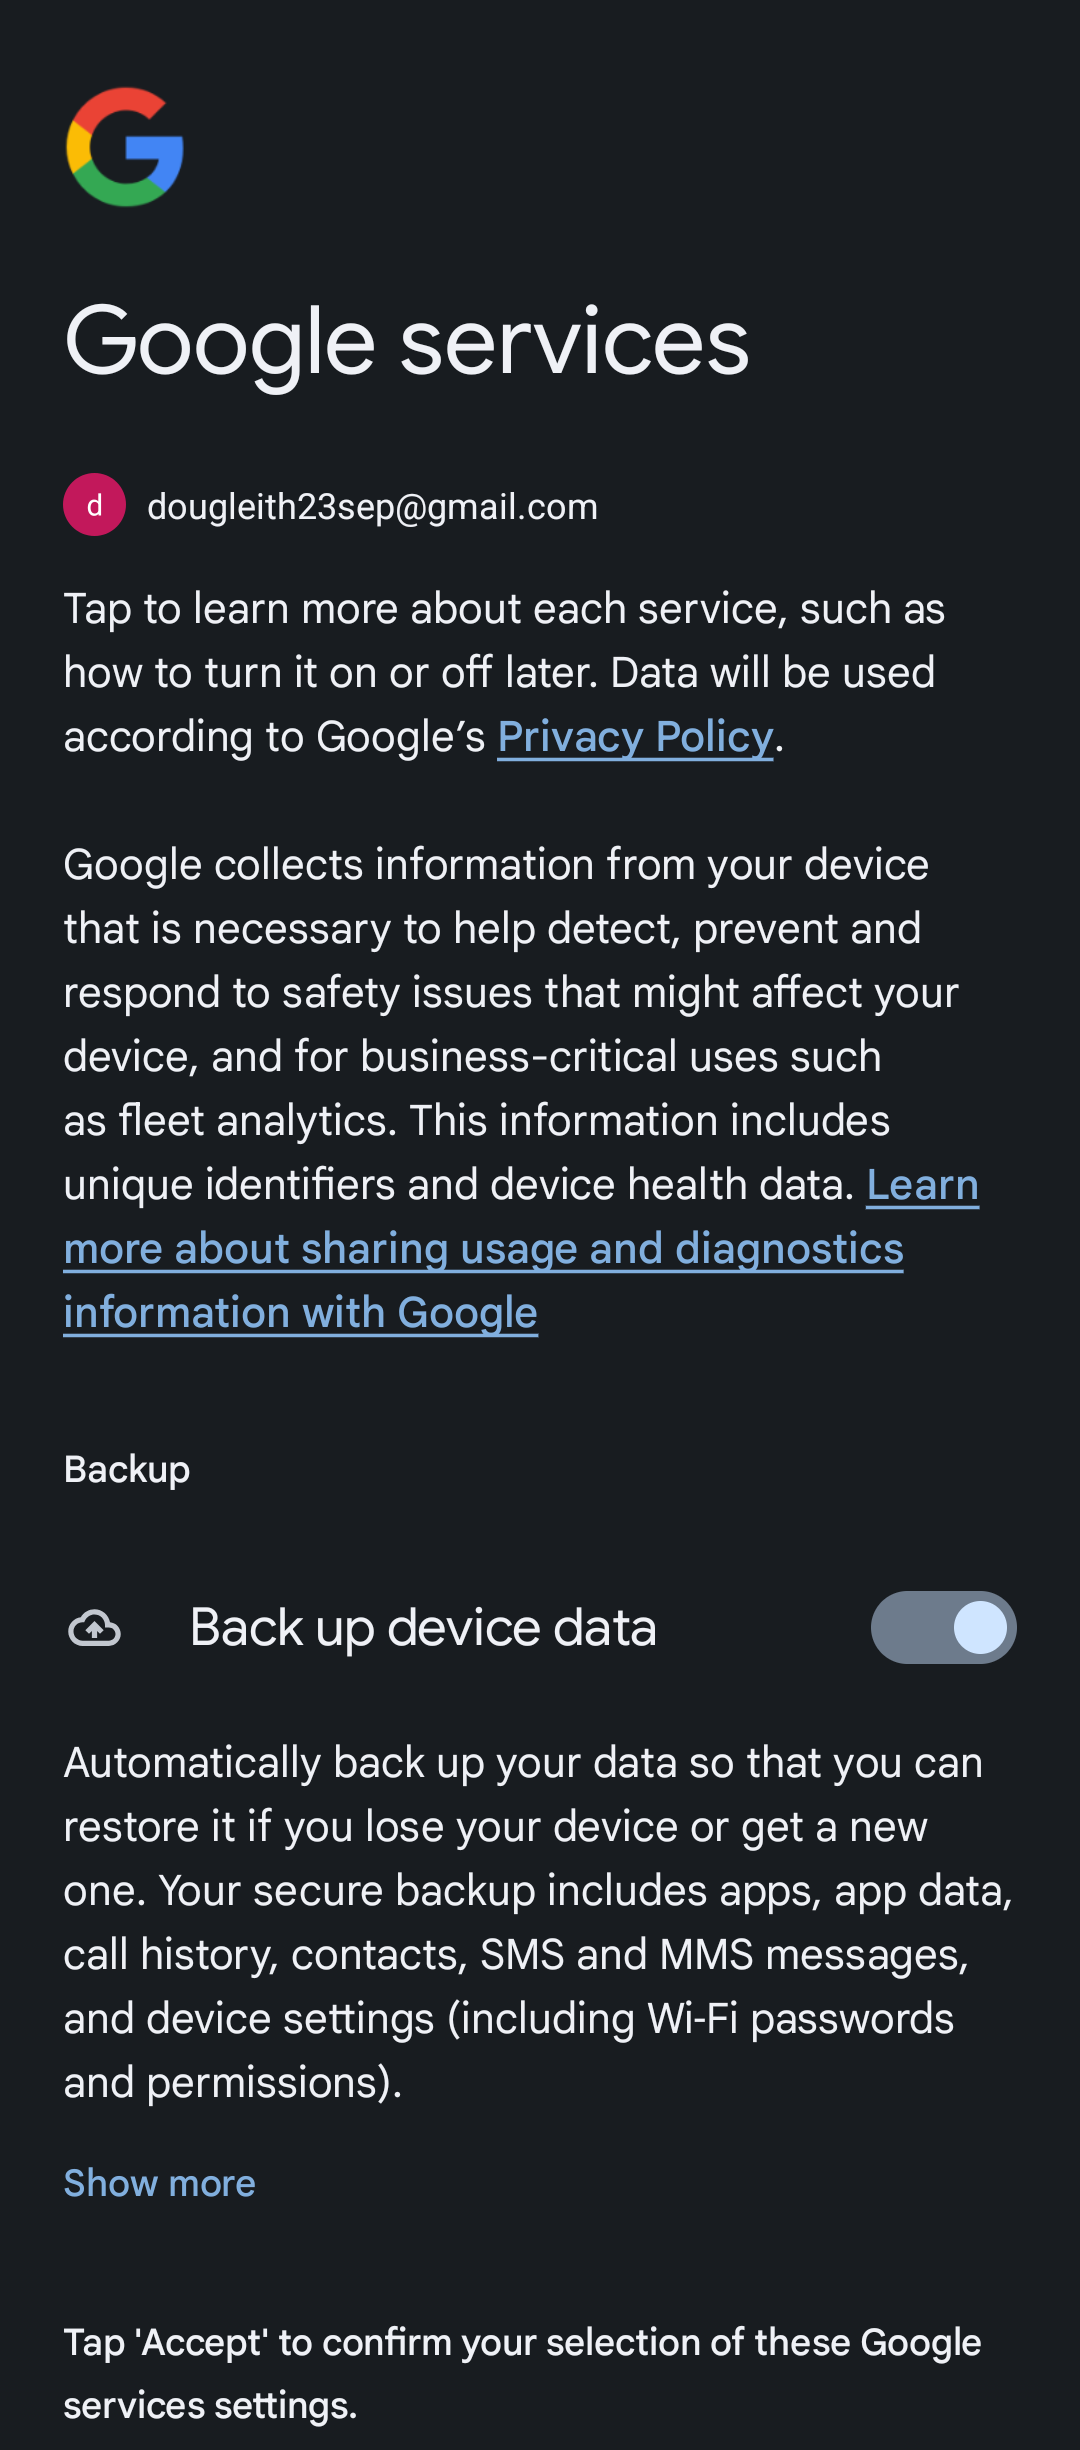 Google services
d dougleith23sep@gmail.com
Tap to learn more about each service, such as
how to turn it on or off later. Data will be used
according to Google’s Privacy Policy.
Google collects information from your device
that is necessary to help detect, prevent and
respond to safety issues that might affect your
device, and for business-critical uses such
as fleet analytics. This information includes
unique identifiers and device health data. Learn
more about sharing usage and diagnostics
information with Google
Backup
Back up device data
Automatically back up your data so that you can
restore it if you lose your device or get a new
one. Your secure backup includes apps, app data,
call history, contacts, SMS and MMS messages,
and device settings (including Wi-Fi passwords
and permissions).
Show more
Tap 'Accept' to confirm your selection of these Google
services settings.